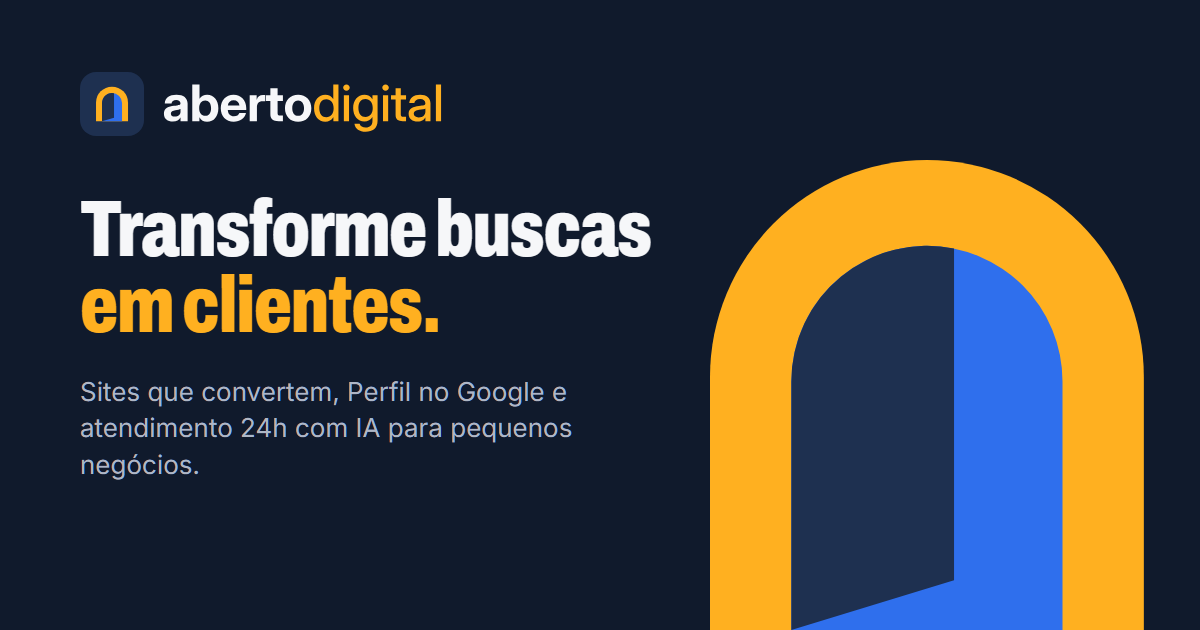 abertodigital
Transforme buscas
em clientes.
Sites que convertem, Perfil no Google e
atendimento 24h com IA para pequenos
negócios.